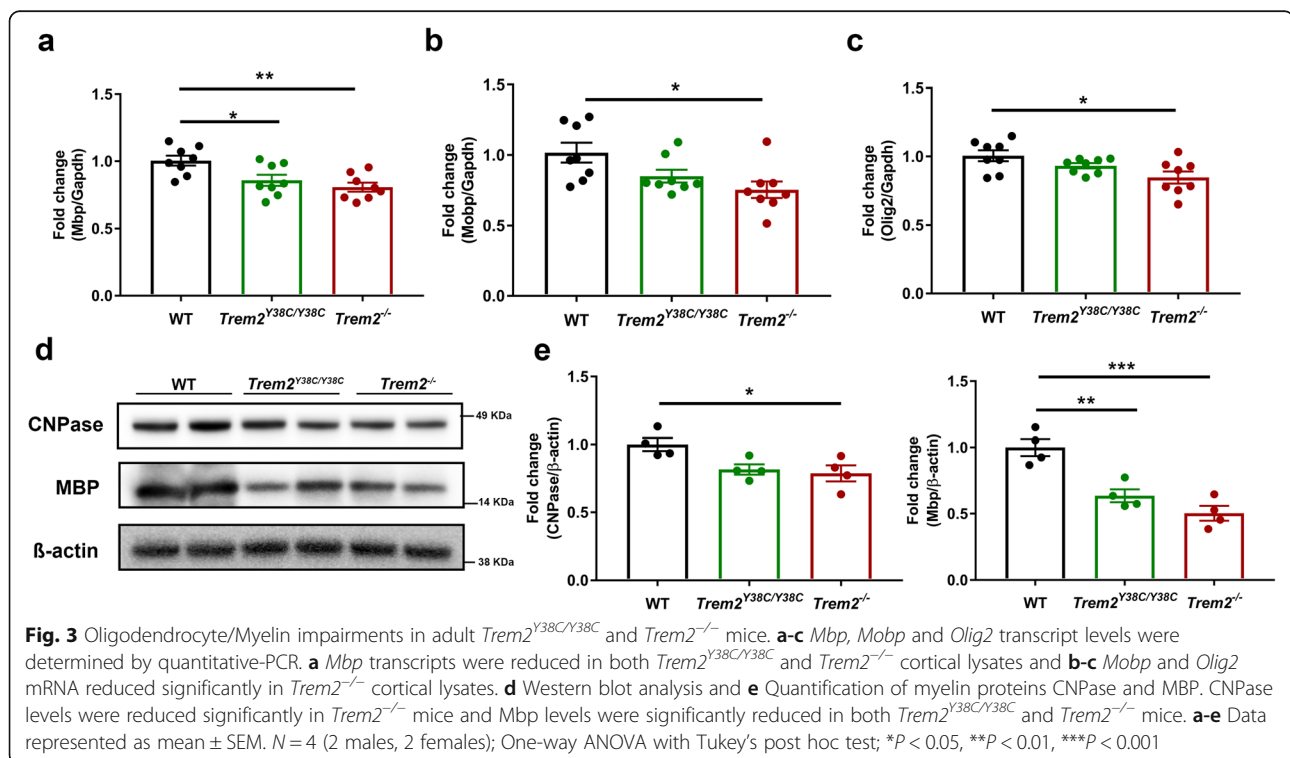 a
**
*
1.5
1.0
0.5
0.0
Fold change
(Mbp/Gapdh)
WT
Trem2Y38C/Y38C
Trem2-/-
b
*
1.5
1.0
0.5
0.0
Fold change
(Mobp/Gapdh)
WT
Trem2Y38C/Y38C
Trem2-/-
c
*
1.5
1.0
0.5
0.0
Fold change
(Olig2/Gapdh)
WT
Trem2Y38C/Y38C
Trem2-/-
d
WT
Trem2Y38C/Y38C
Trem2-/-
CNPase
49 KDa
MBP
14 KDa
ß-actin
38 KDa
e
*
1.5
1.0
0.5
0.0
Fold change
(CNPase/β-actin)
WT
Trem2Y38C/Y38C
Trem2-/-
***
**
1.5
1.0
0.5
0.0
Fold change
(Mbp/β-actin)
WT
Trem2Y38C/Y38C
Trem2-/-
Fig. 3 Oligodendrocyte/Myelin impairments in adult Trem2Y38C/Y38C and Trem2−/− mice. a-c Mbp, Mobp and Olig2 transcript levels were
determined by quantitative-PCR. a Mbp transcripts were reduced in both Trem2Y38C/Y38C and Trem2−/− cortical lysates and b-c Mobp and Olig2
mRNA reduced significantly in Trem2−/− cortical lysates. d Western blot analysis and e Quantification of myelin proteins CNPase and MBP. CNPase
levels were reduced significantly in Trem2−/− mice and Mbp levels were significantly reduced in both Trem2Y38C/Y38C and Trem2−/− mice. a-e Data
represented as mean ± SEM. N = 4 (2 males, 2 females); One-way ANOVA with Tukey's post hoc test; *P < 0.05, **P < 0.01, ***P < 0.001